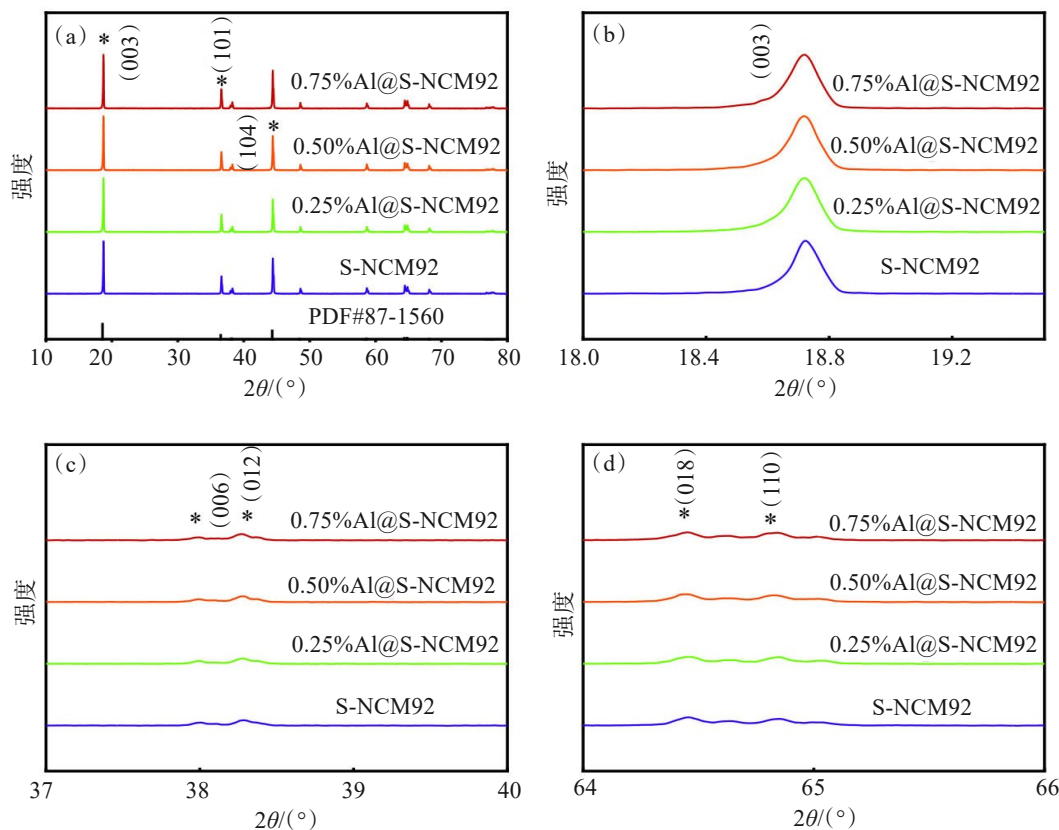 (a)
*
(003)
*
(101)
0.75%Al@S-NCM92
(104)
*
0.50%Al@S-NCM92
0.25%Al@S-NCM92
S-NCM92
PDF#87-1560
强度
10 20 30 40 50 60 70 80
2θ/(°)
(b)
(003)
0.75%Al@S-NCM92
0.50%Al@S-NCM92
0.25%Al@S-NCM92
S-NCM92
强度
18.0 18.4 18.8 19.2
2θ/(°)
(c)
*
(006)
*
(012)
0.75%Al@S-NCM92
0.50%Al@S-NCM92
0.25%Al@S-NCM92
S-NCM92
强度
37 38 39 40
2θ/(°)
(d)
*
(018)
*
(110)
0.75%Al@S-NCM92
0.50%Al@S-NCM92
0.25%Al@S-NCM92
S-NCM92
强度
64 65 66
2θ/(°)